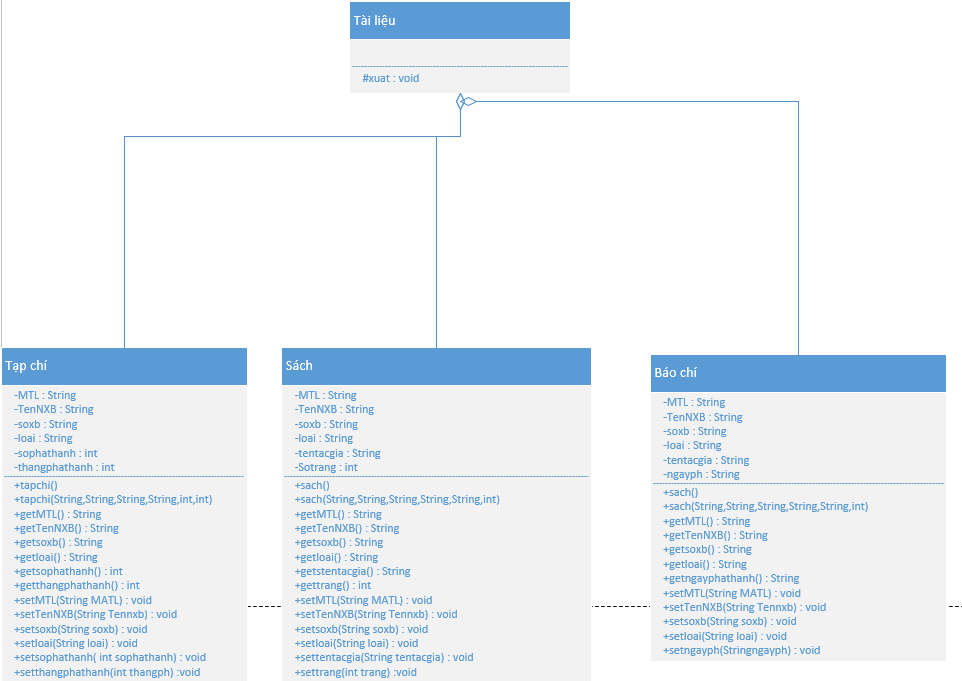 Tài liệu
#xuat : void
Tạp chí
-MTL : String
-TenNXB : String
-soxb : String
-loai : String
-sophathanh : int
-thangphathanh : int
+tapchi()
+tapchi(String,String,String,String,int,int)
+getMTL() : String
+getTenNXB() : String
+getsoxb() : String
+getloai() : String
+getsophathanh() : int
+getthangphathanh() : int
+setMTL(String MATL) : void
+setTenNXB(String Tennxb) : void
+setsoxb(String soxb) : void
+setloai(String loai) : void
+setsophathanh( int sophathanh) : void
+setthangphathanh(int thangph) :void
Sách
-MTL : String
-TenNXB : String
-soxb : String
-loai : String
-tentacgia : String
-Sotrang : int
+sach()
+sach(String,String,String,String,String,int)
+getMTL() : String
+getTenNXB() : String
+getsoxb() : String
+getloai() : String
+getstentacgia() : String
+gettrang() : int
+setMTL(String MATL) : void
+setTenNXB(String Tennxb) : void
+setsoxb(String soxb) : void
+setloai(String loai) : void
+settentacgia(String tentacgia) : void
+settrang(int trang) :void
Báo chí
-MTL : String
-TenNXB : String
-soxb : String
-loai : String
-tentacgia : String
-ngayph : String
+sach()
+sach(String,String,String,String,String,int)
+getMTL() : String
+getTenNXB() : String
+getsoxb() : String
+getloai() : String
+getngayphathanh() : String
+setMTL(String MATL) : void
+setTenNXB(String Tennxb) : void
+setsoxb(String soxb) : void
+setloai(String loai) : void
+setngayph(Stringngayph) : void